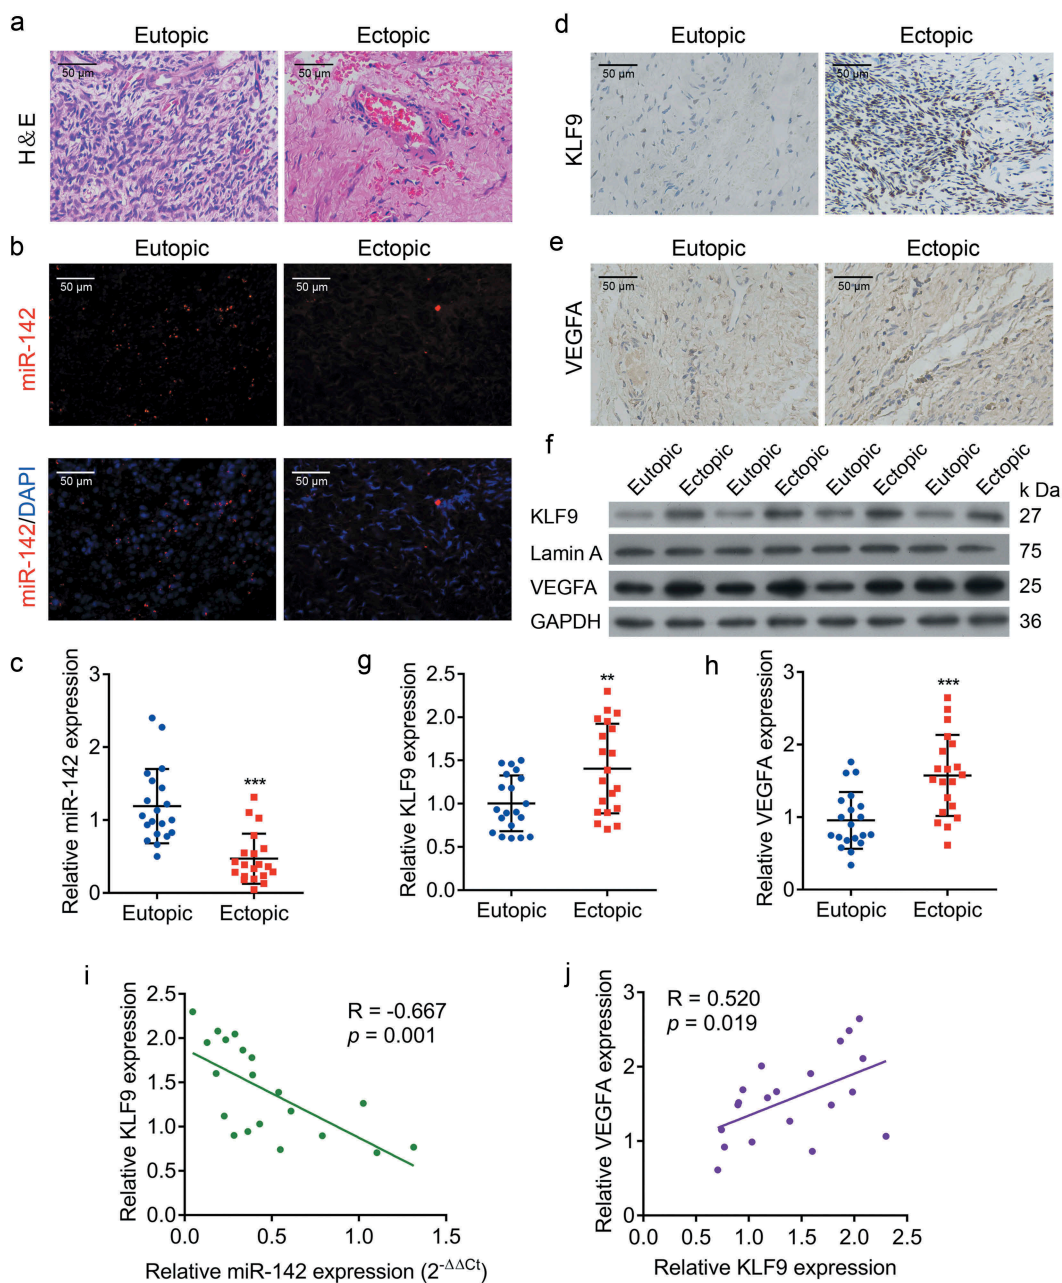 a
Eutopic
Ectopic
H&E
50 µm
50 µm
b
Eutopic
Ectopic
miR-142
50 µm
50 µm
miR-142/DAPI
50 µm
50 µm
c
Relative miR-142 expression
3
2
1
0
***
Eutopic
Ectopic
d
Eutopic
Ectopic
KLF9
50 µm
50 µm
e
Eutopic
Ectopic
VEGFA
50 µm
50 µm
f
Eutopic Ectopic Eutopic Ectopic Eutopic Ectopic Eutopic Ectopic
k Da
KLF9 27
Lamin A 75
VEGFA 25
GAPDH 36
g
Relative KLF9 expression
2.5
2.0
1.5
1.0
0.5
0.0
**
Eutopic
Ectopic
h
Relative VEGFA expression
3
2
1
0
***
Eutopic
Ectopic
i
Relative KLF9 expression
2.5
2.0
1.5
1.0
0.5
0.0
R = -0.667
p = 0.001
0.0 0.5 1.0 1.5
Relative miR-142 expression (2^-ΔΔCt)
j
Relative VEGFA expression
3
2
1
0
R = 0.520
p = 0.019
0.0 0.5 1.0 1.5 2.0 2.5
Relative KLF9 expression